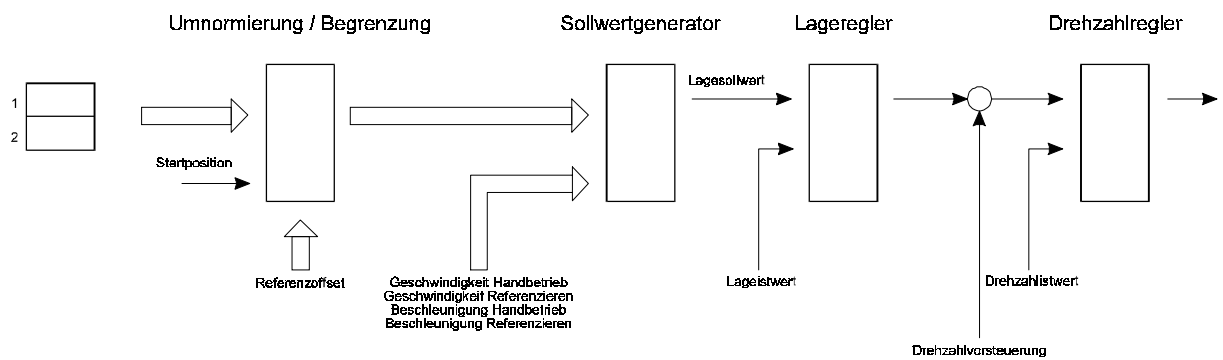 Umnormierung / Begrenzung
Sollwertgenerator
Lageregler
Drehzahlregler
Lagesollwert
1
2
Startposition
Referenzoffset
Geschwindigkeit Handbetrieb
Geschwindigkeit Referenzieren
Beschleunigung Handbetrieb
Beschleunigung Referenzieren
Lageistwert
Drehzahlistwert
Drehzahlvorsteuerung